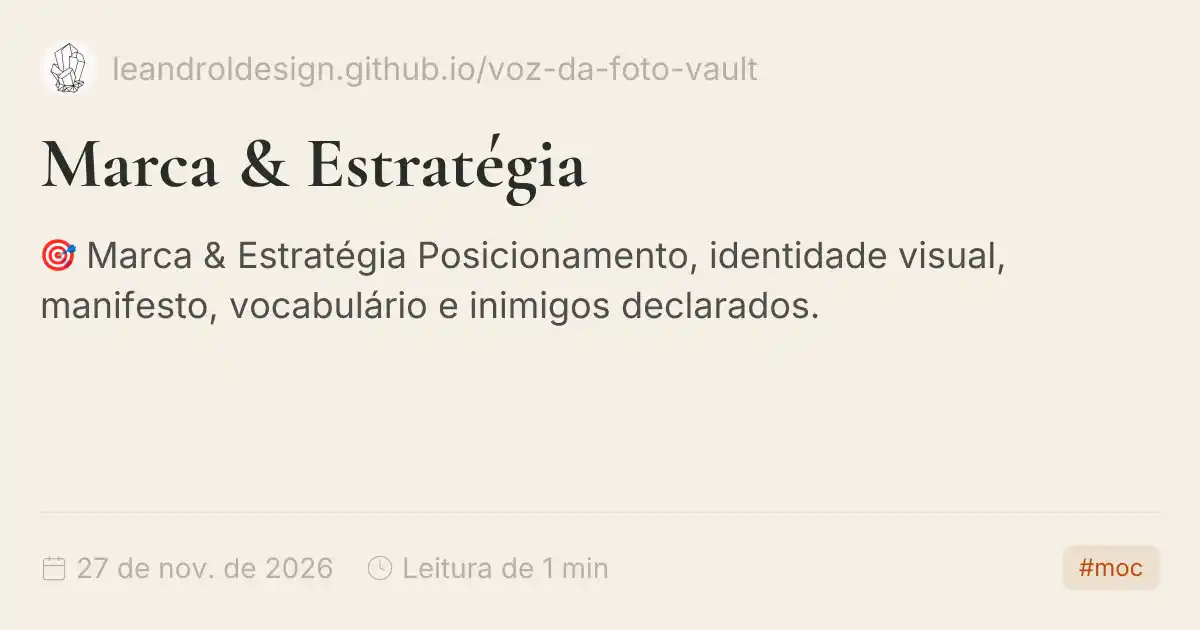 leandroldesign.github.io/voz-da-foto-vault
Marca & Estratégia
🎯 Marca & Estratégia Posicionamento, identidade visual,
manifesto, vocabulário e inimigos declarados.
27 de nov. de 2026 Leitura de 1 min #moc